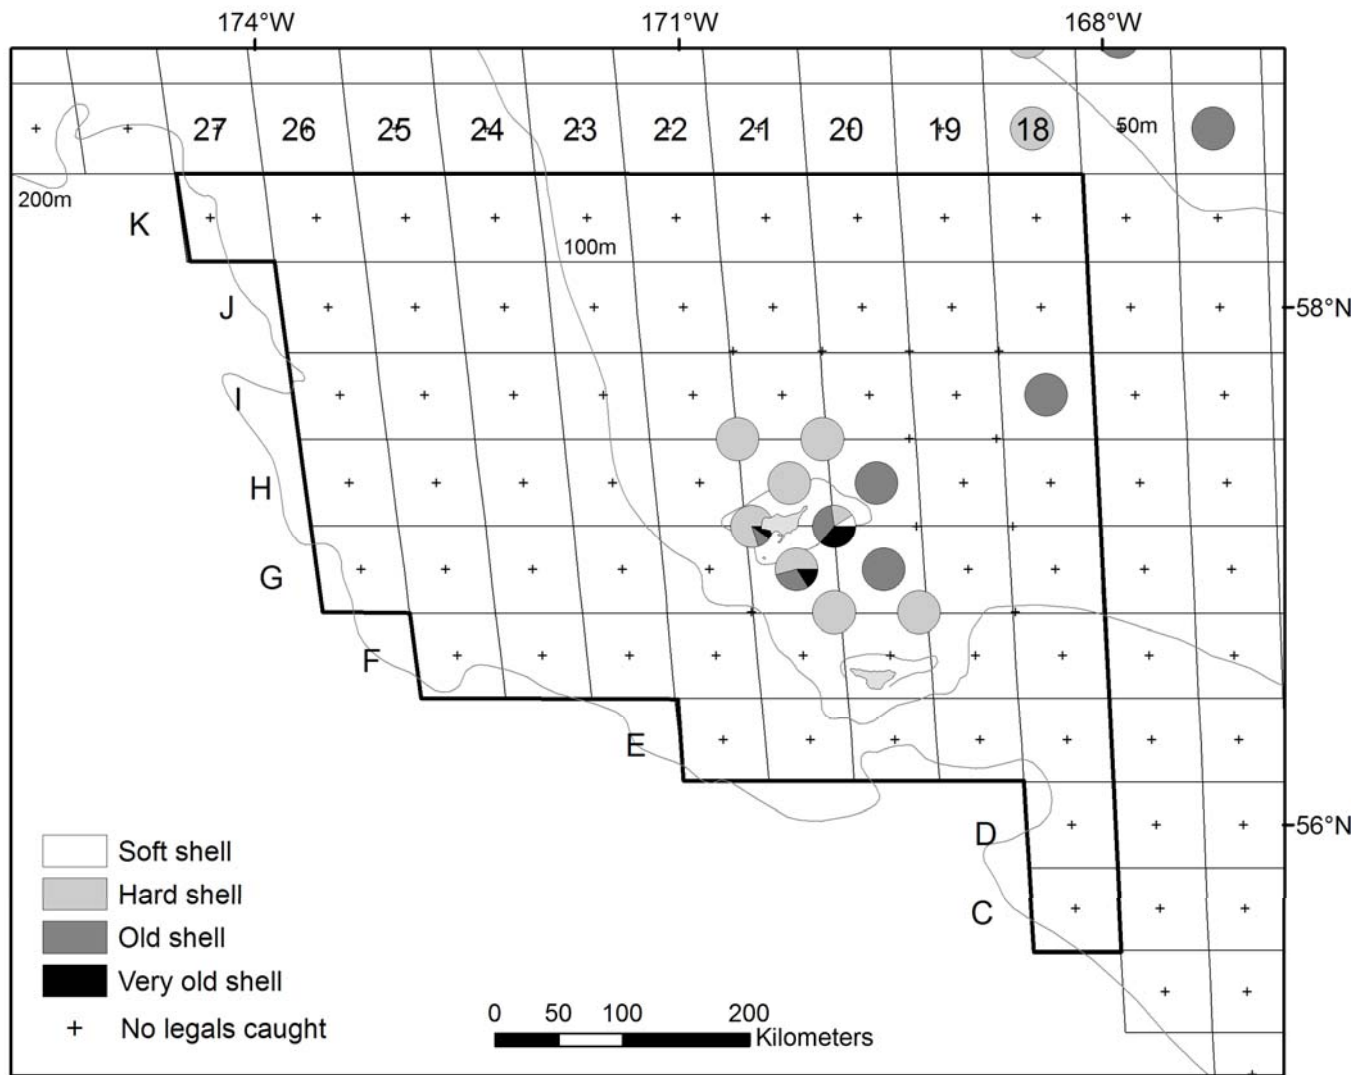 174°W 171°W 168°W
27 26 25 24 23 22 21 20 19 18 50m
200m
K
100m
J
58°N
I
H
G
F
E
D
56°N
C
Soft shell
Hard shell
Old shell
Very old shell
No legals caught
0 50 100 200
Kilometers